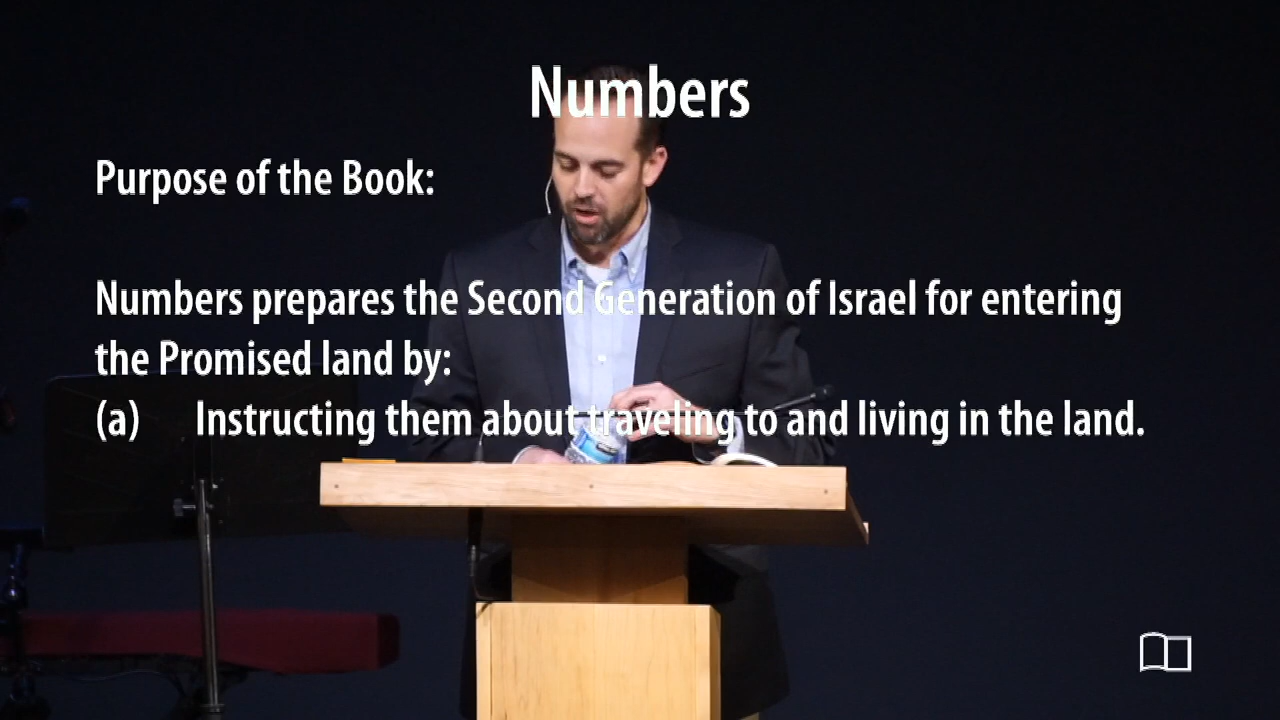 Numbers
Purpose of the Book:
Numbers prepares the Second Generation of Israel for entering
the Promised land by:
(a) Instructing them about traveling to and living in the land.